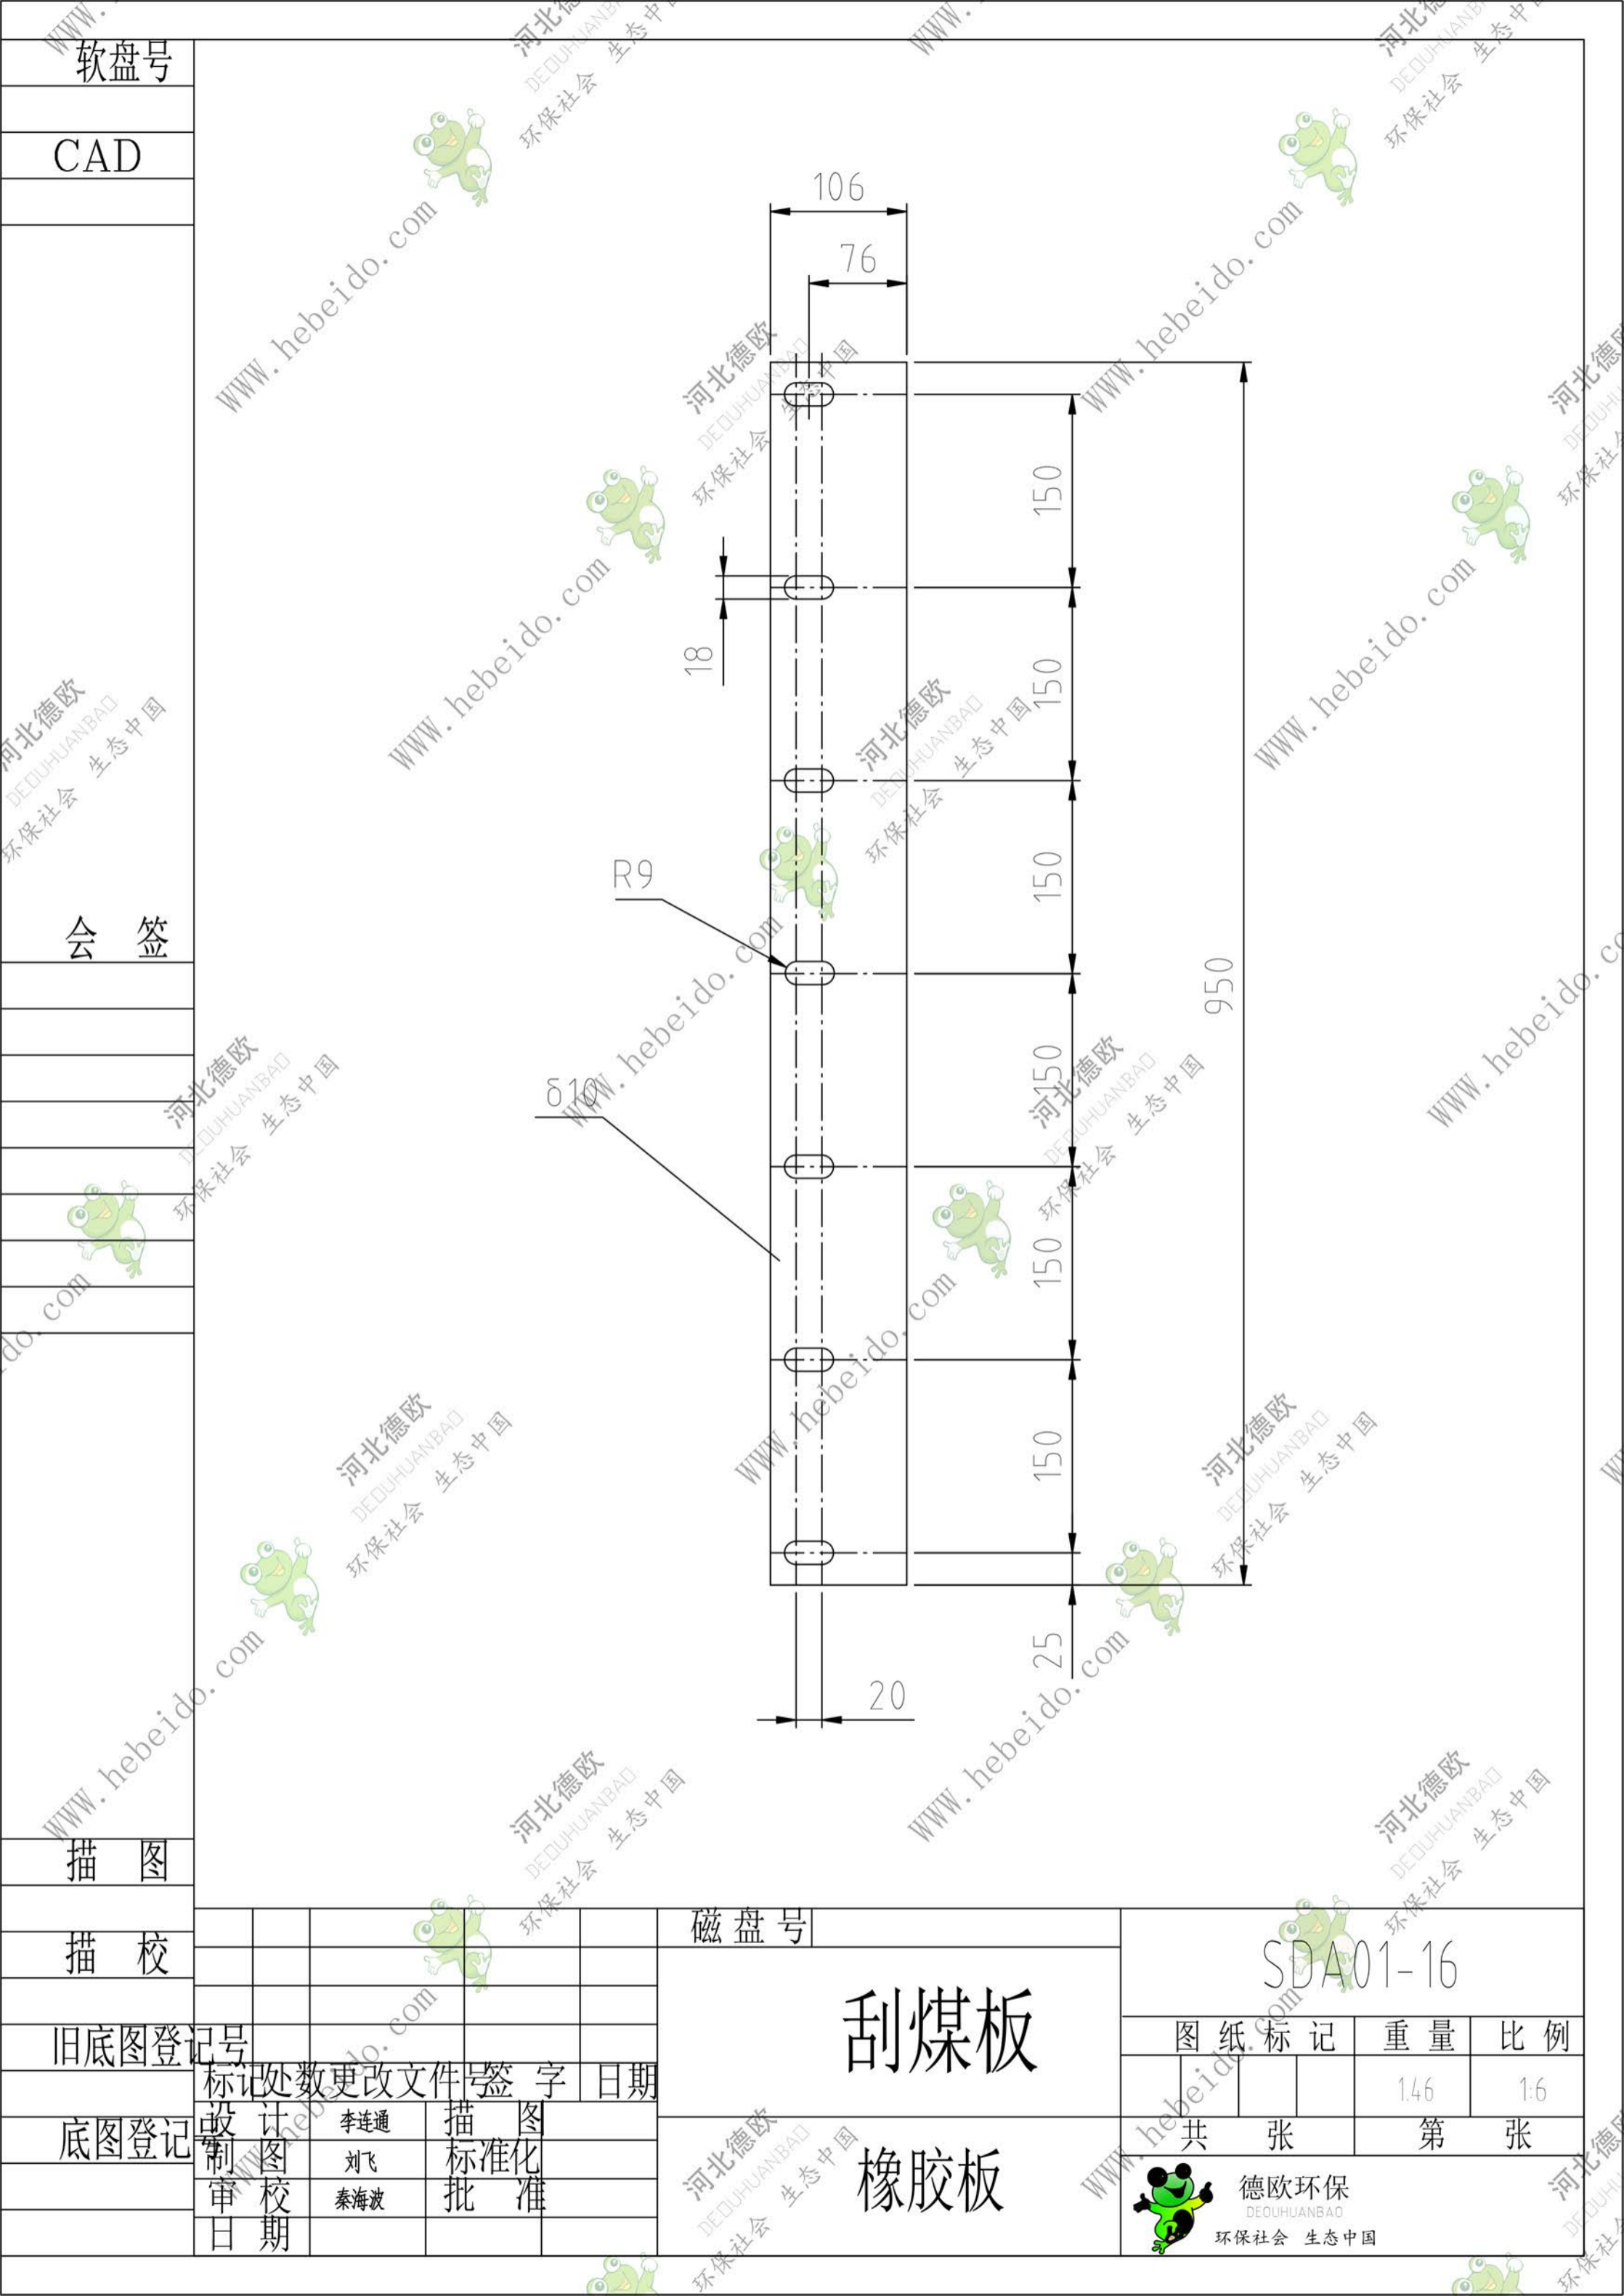 软盘号
CAD
会 签
描 图
描 校
旧底图登记号
底图登记号
106
76
150
18
150
R9
150
950
δ10
150
150
150
25
20
磁盘号
刮煤板
橡胶板
SDA01-16
图纸标记 重量 比例
1.46 1:6
共 张 第 张
标记 处数 更改文件号 签 字 日期
设 计 李连通 描 图
制 图 刘飞 标准化
审 校 秦海波 批 准
日 期
德欧环保
DEOUHUANBAO
环保社会 生态中国
河北德欧
DEOUHUANBAO
环保社会 生态中国
WWW.hebeido.com